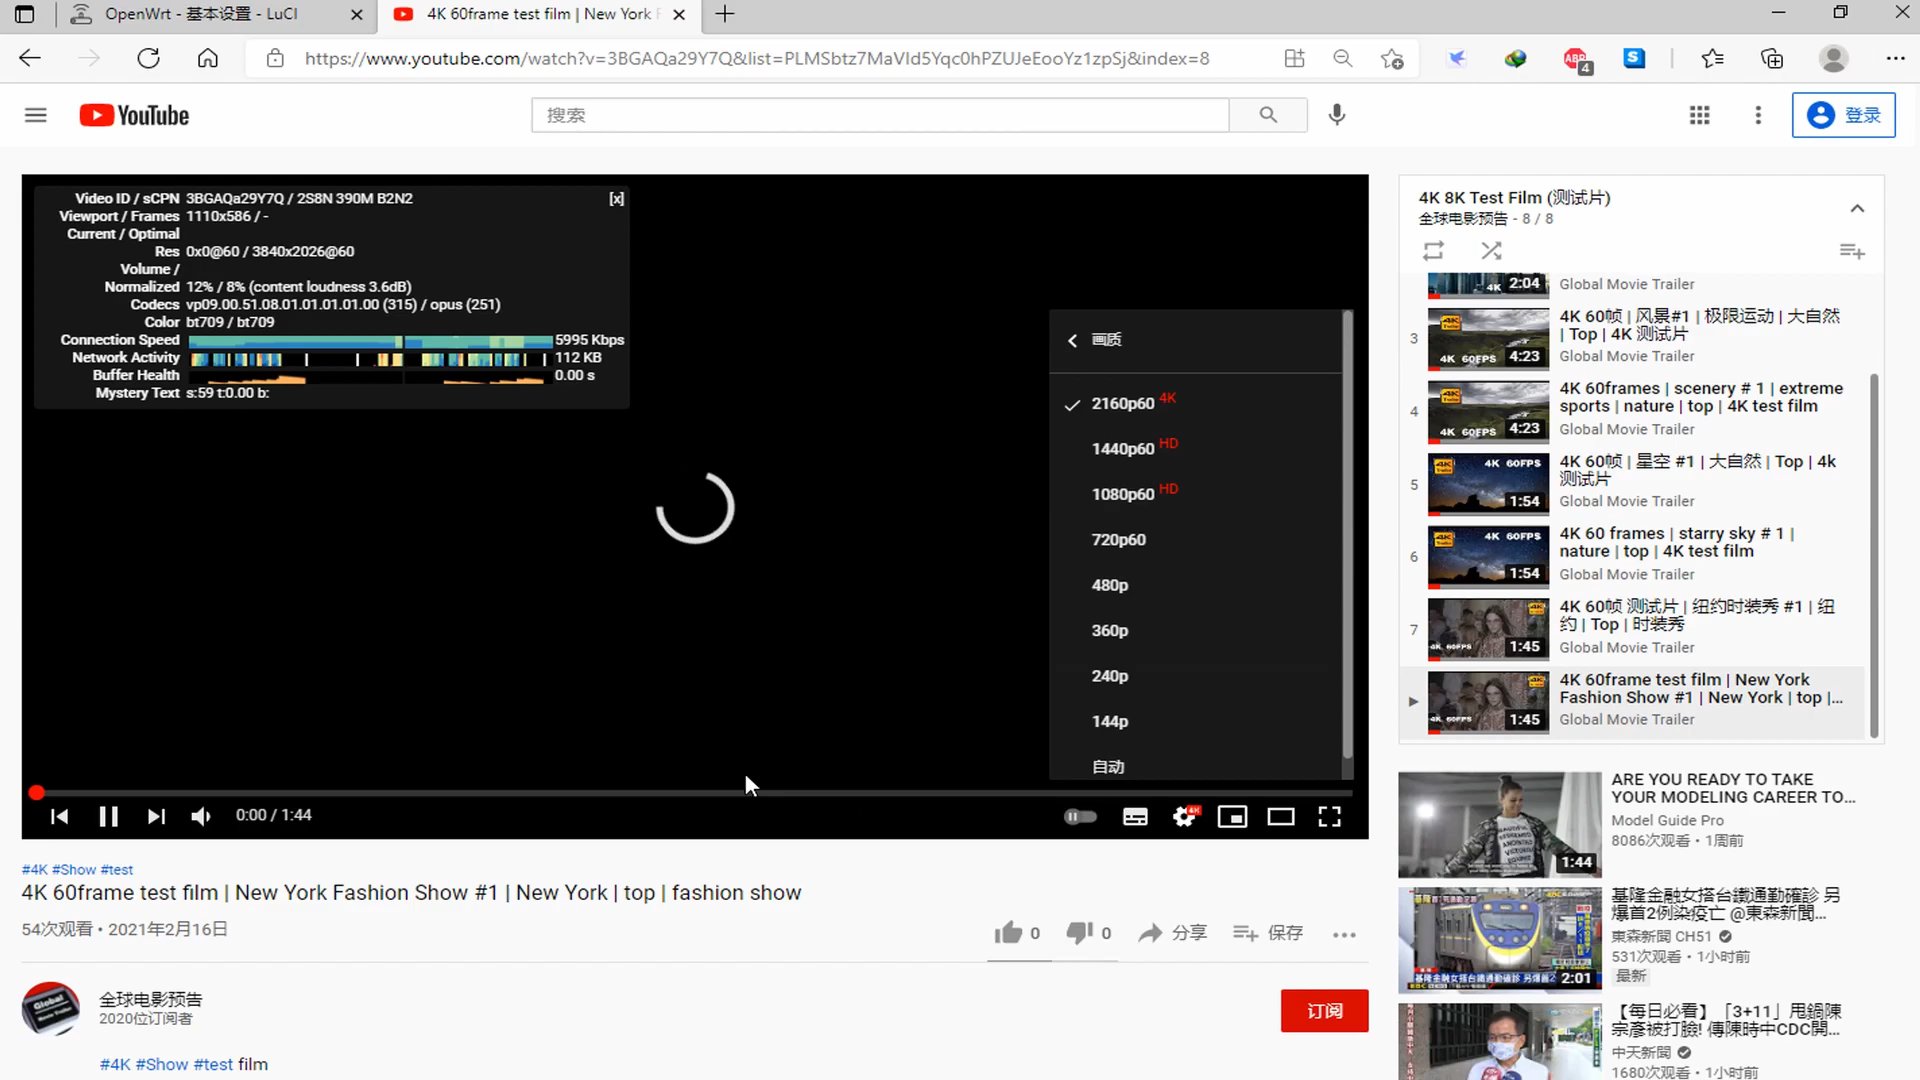 OpenWrt - 基本设置 - LuCI
4K 60frame test film | New York F
https://www.youtube.com/watch?v=3BGAQa29Y7Q&list=PLMSbtz7MaVId5Yqc0hPZUJeEooYz1zpSj&index=8
ABP
4
S
YouTube
搜索
登录
Video ID / sCPN 3BGAQa29Y7Q / 2S8N 390M B2N2
[x]
Viewport / Frames 1110x586 / -
Current / Optimal
Res 0x0@60 / 3840x2026@60
Volume /
Normalized 12% / 8% (content loudness 3.6dB)
Codecs vp09.00.51.08.01.01.01.01.00 (315) / opus (251)
Color bt709 / bt709
Connection Speed 5995 Kbps
Network Activity 112 KB
Buffer Health 0.00 s
Mystery Text s:59 t:0.00 b:
画质
2160p60 4K
1440p60 HD
1080p60 HD
720p60
480p
360p
240p
144p
自动
0:00 / 1:44
4K
#4K #Show #test
4K 60frame test film | New York Fashion Show #1 | New York | top | fashion show
54次观看 • 2021年2月16日
0
0
分享
保存
全球电影预告
2020位订阅者
订阅
#4K #Show #test film
4K 8K Test Film (测试片)
全球电影预告 - 8 / 8
4K 2:04
Global Movie Trailer
3
4K 60FPS 4:23
4K 60帧 | 风景#1 | 极限运动 | 大自然
| Top | 4K 测试片
Global Movie Trailer
4
4K 60FPS 4:23
4K 60frames | scenery # 1 | extreme
sports | nature | top | 4K test film
Global Movie Trailer
5
4K 60FPS
1:54
4K 60帧 | 星空 #1 | 大自然 | Top | 4k
测试片
Global Movie Trailer
6
4K 60FPS
1:54
4K 60 frames | starry sky # 1 |
nature | top | 4K test film
Global Movie Trailer
7
4K 60FPS 1:45
4K 60帧 测试片 | 纽约时装秀 #1 | 纽
约 | Top | 时装秀
Global Movie Trailer
4K 60FPS 1:45
4K 60frame test film | New York
Fashion Show #1 | New York | top |...
Global Movie Trailer
1:44
ARE YOU READY TO TAKE
YOUR MODELING CAREER TO...
Model Guide Pro
8086次观看 • 1周前
2:01
基隆金融女搭台鐵通勤確診 另
爆首2例染疫亡 @東森新聞...
東森新聞 CH51
531次观看 • 1小时前
最新
【每日必看】「3+11」甩鍋陳
宗彥被打臉! 傳陳時中CDC開...
中天新聞
1680次观看 • 1小时前